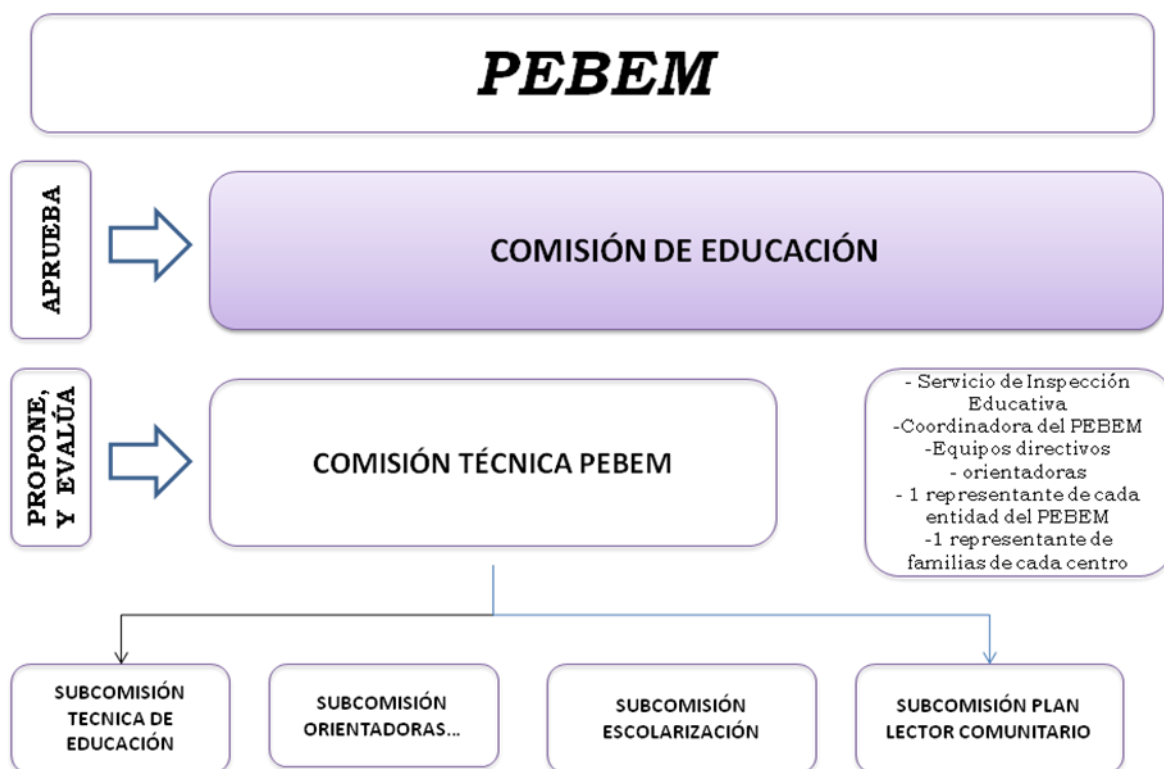 PEBEM
APRUEBA
COMISIÓN DE EDUCACIÓN
PROPONE,
Y EVALÚA
COMISIÓN TÉCNICA PEBEM
- Servicio de Inspección
Educativa
-Coordinadora del PEBEM
-Equipos directivos
- orientadoras
- 1 representante de cada
entidad del PEBEM
-1 representante de
familias de cada centro
SUBCOMISIÓN
TECNICA DE
EDUCACIÓN
SUBCOMISIÓN
ORIENTADORAS...
SUBCOMISIÓN
ESCOLARIZACIÓN
SUBCOMISIÓN PLAN
LECTOR COMUNITARIO